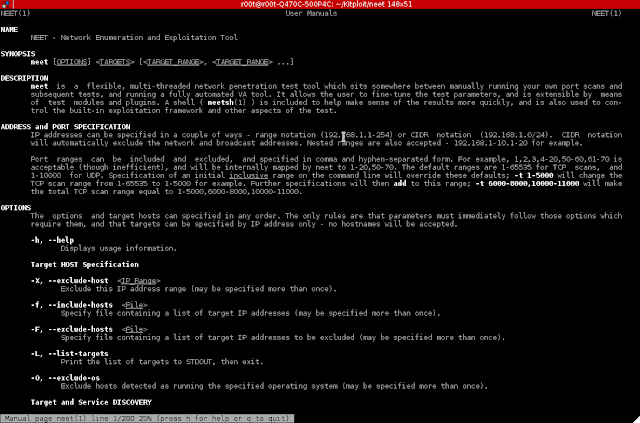 r00t@r00t-Q470C-500P4C: ~/Kitploit/neet 148x51
NEET(1) User Manuals NEET(1)
NAME
NEET - Network Enumeration and Exploitation Tool
SYNOPSIS
neet [OPTIONS] <TARGETS> [<TARGET_RANGE>, <TARGET_RANGE> ...]
DESCRIPTION
neet is a flexible, multi-threaded network penetration test tool which sits somewhere between manually running your own port scans and
subsequent tests, and running a fully automated VA tool. It allows the user to fine-tune the test parameters, and is extensible by means
of test modules and plugins. A shell ( neetsh(1) ) is included to help make sense of the results more quickly, and is also used to con-
trol the built-in exploitation framework and other aspects of the test.
ADDRESS and PORT SPECIFICATION
IP addresses can be specified in a couple of ways - range notation (192.168.1.1-254) or CIDR notation (192.168.1.0/24). CIDR notation
will automatically exclude the network and broadcast addresses. Nested ranges are also accepted - 192.168.1-10.1-20 for example.
Port ranges can be included and excluded, and specified in comma and hyphen-separated form. For example, 1,2,3,4-20,50-60,61-70 is
acceptable (though inefficient), and will be internally mapped by neet to 1-20,50-70. The default ranges are 1-65535 for TCP scans, and
1-10000 for UDP. Specification of an initial inclusive range on the command line will override these defaults; -t 1-5000 will change the
TCP scan range from 1-65535 to 1-5000 for example. Further specifications will then add to this range; -t 6000-8000,10000-11000 will make
the total TCP scan range equal to 1-5000,6000-8000,10000-11000.
OPTIONS
The options and target hosts can be specified in any order. The only rules are that parameters must immediately follow those options which
require them, and that targets can be specified by IP address only - no hostnames will be accepted.
-h, --help
Displays usage information.
Target HOST Specification
-X, --exclude-host <IP_Range>
Exclude this IP address range (may be specified more than once).
-f, --include-hosts <File>
Specify file containing a list of target IP addresses (may be specified more than once).
-F, --exclude-hosts <File>
Specify file containing a list of target IP addresses to be excluded (may be specified more than once).
-L, --list-targets
Print the list of targets to STDOUT, then exit.
-O, --exclude-os
Exclude hosts detected as running the specified operating system (may be specified more than once).
Target and Service DISCOVERY
Manual page neet(1) line 1/200 25% (press h for help or q to quit)